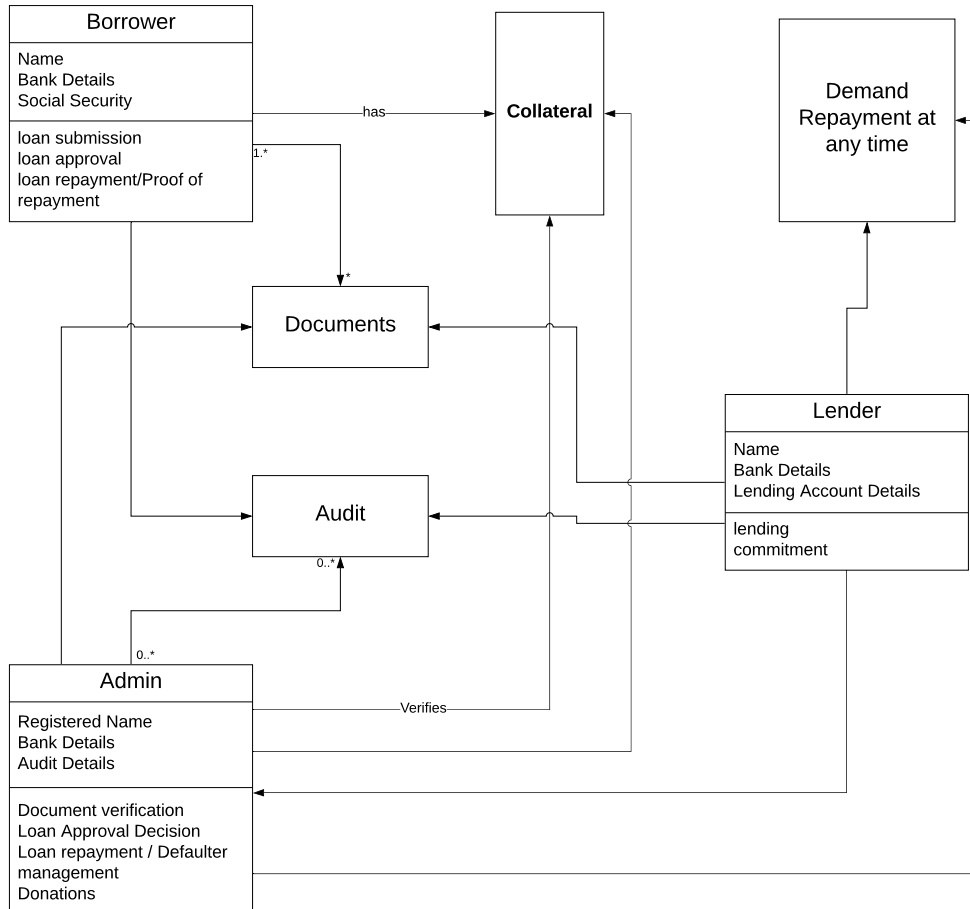 Borrower
Name
Bank Details
Social Security
loan submission
loan approval
loan repayment/Proof of
repayment
has
Collateral
Demand
Repayment at
any time
1.*
*
Documents
Lender
Name
Bank Details
Lending Account Details
lending
commitment
Audit
0..*
0..*
Admin
Registered Name
Bank Details
Audit Details
Verifies
Document verification
Loan Approval Decision
Loan repayment / Defaulter
management
Donations